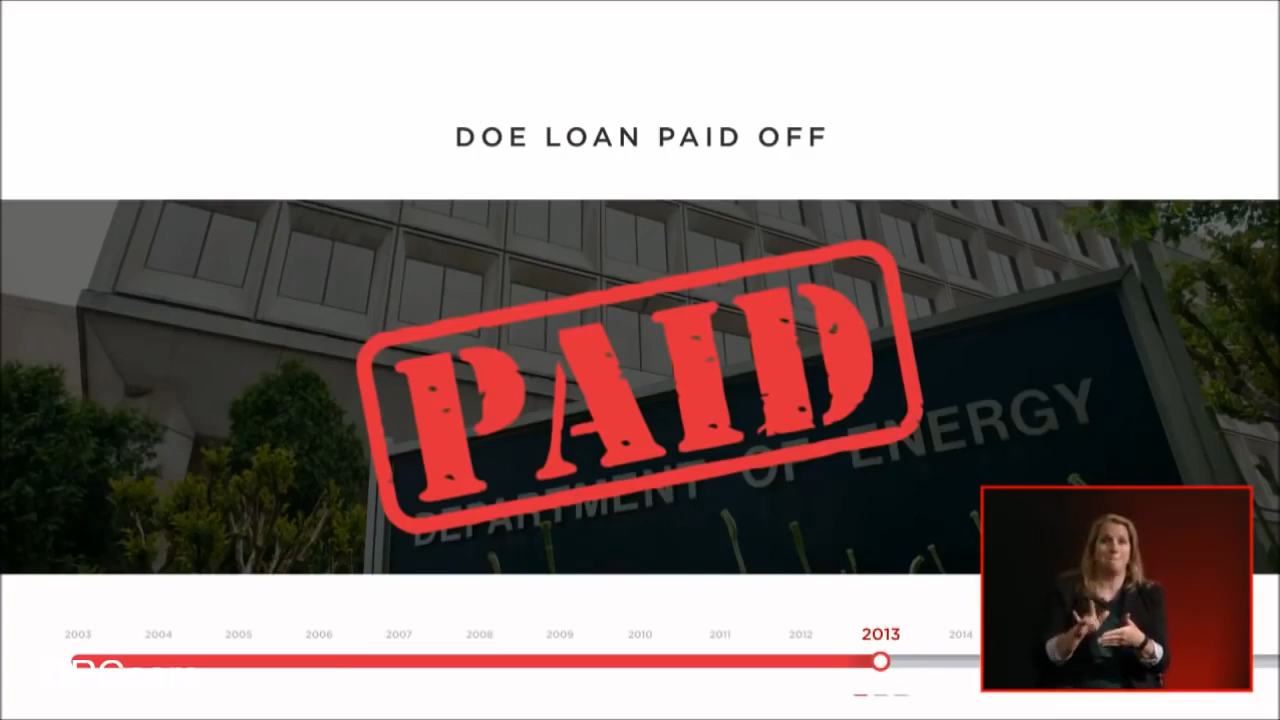 DOE LOAN PAID OFF
PAID
DEPARTMENT OF ENERGY
2003 2004 2005 2006 2007 2008 2009 2010 2011 2012 2013 2014